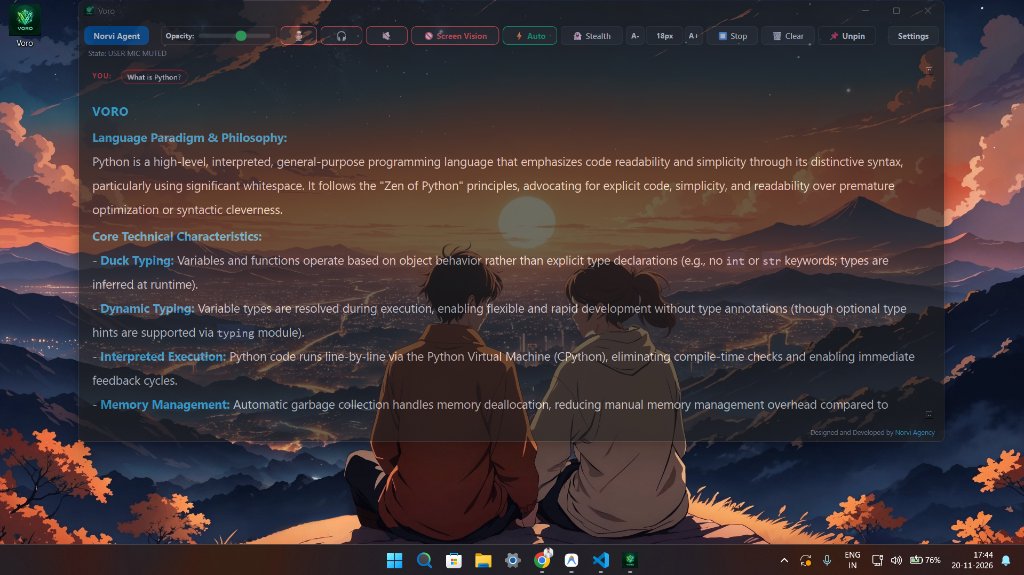 VORO
Voro
Voro
Norvi Agent
Opacity:
Screen Vision
Auto
Stealth
A-
18px
A+
Stop
Clear
Unpin
Settings
State: USER MIC MUTED
YOU: What is Python?
VORO
Language Paradigm & Philosophy:
Python is a high-level, interpreted, general-purpose programming language that emphasizes code readability and simplicity through its distinctive syntax,
particularly using significant whitespace. It follows the "Zen of Python" principles, advocating for explicit code, simplicity, and readability over premature
optimization or syntactic cleverness.
Core Technical Characteristics:
- Duck Typing: Variables and functions operate based on object behavior rather than explicit type declarations (e.g., no int or str keywords; types are
inferred at runtime).
- Dynamic Typing: Variable types are resolved during execution, enabling flexible and rapid development without type annotations (though optional type
hints are supported via typing module).
- Interpreted Execution: Python code runs line-by-line via the Python Virtual Machine (CPython), eliminating compile-time checks and enabling immediate
feedback cycles.
- Memory Management: Automatic garbage collection handles memory deallocation, reducing manual memory management overhead compared to
Designed and Developed by Norvi Agency
ENG
IN
76%
17:44
20-11-2026